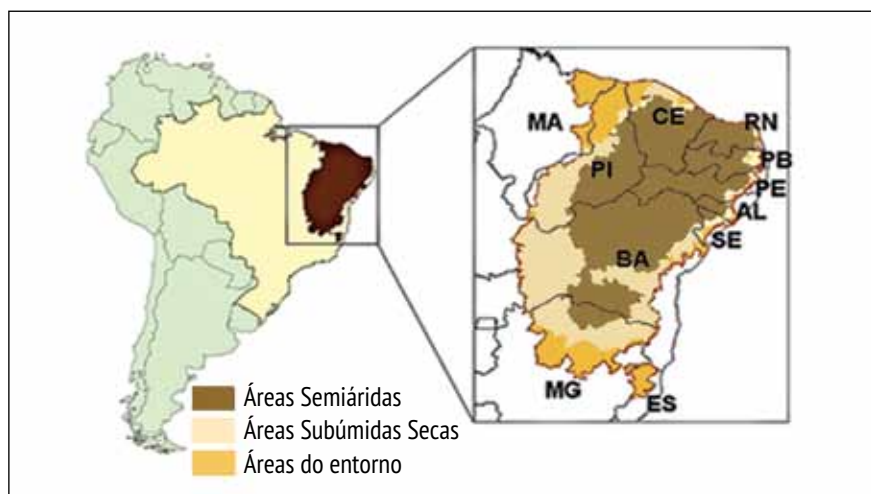 MA
CE
RN
PI
PB
PE
AL
SE
BA
MG
ES
Áreas Semiáridas
Áreas Subúmidas Secas
Áreas do entorno